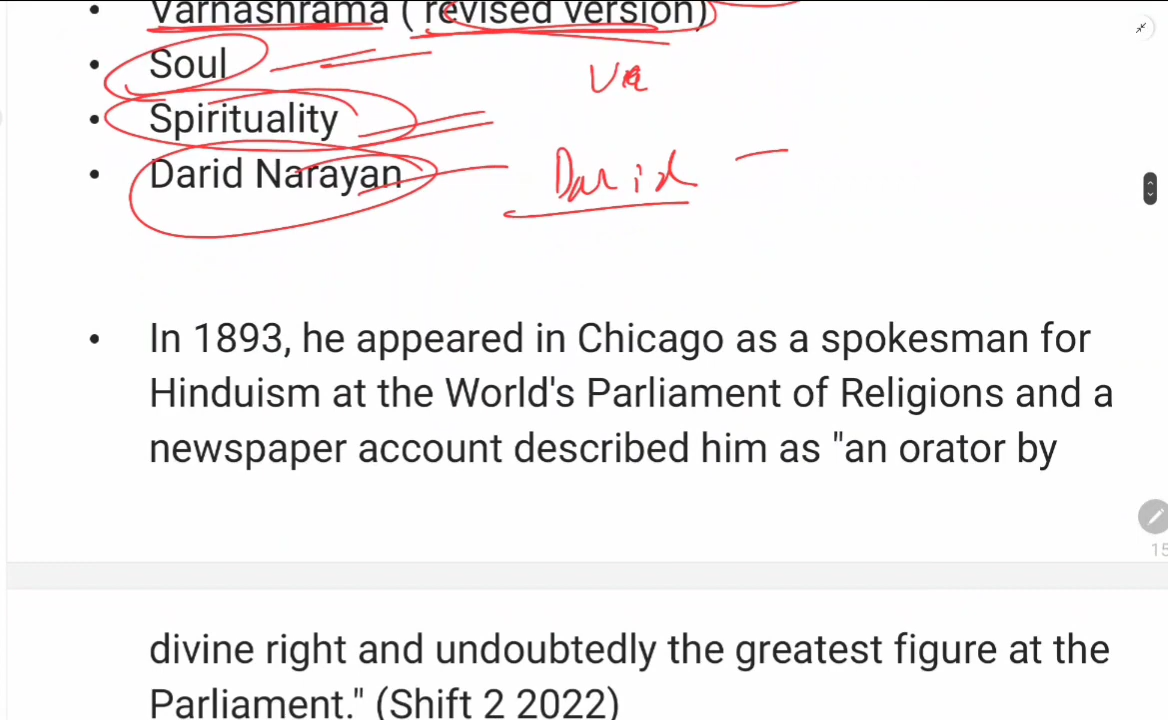 • Varnashrama ( revised version)
• Soul
Va
• Spirituality
• Darid Narayan Darid
• In 1893, he appeared in Chicago as a spokesman for
Hinduism at the World's Parliament of Religions and a
newspaper account described him as "an orator by
15
divine right and undoubtedly the greatest figure at the
Parliament." (Shift 2 2022)